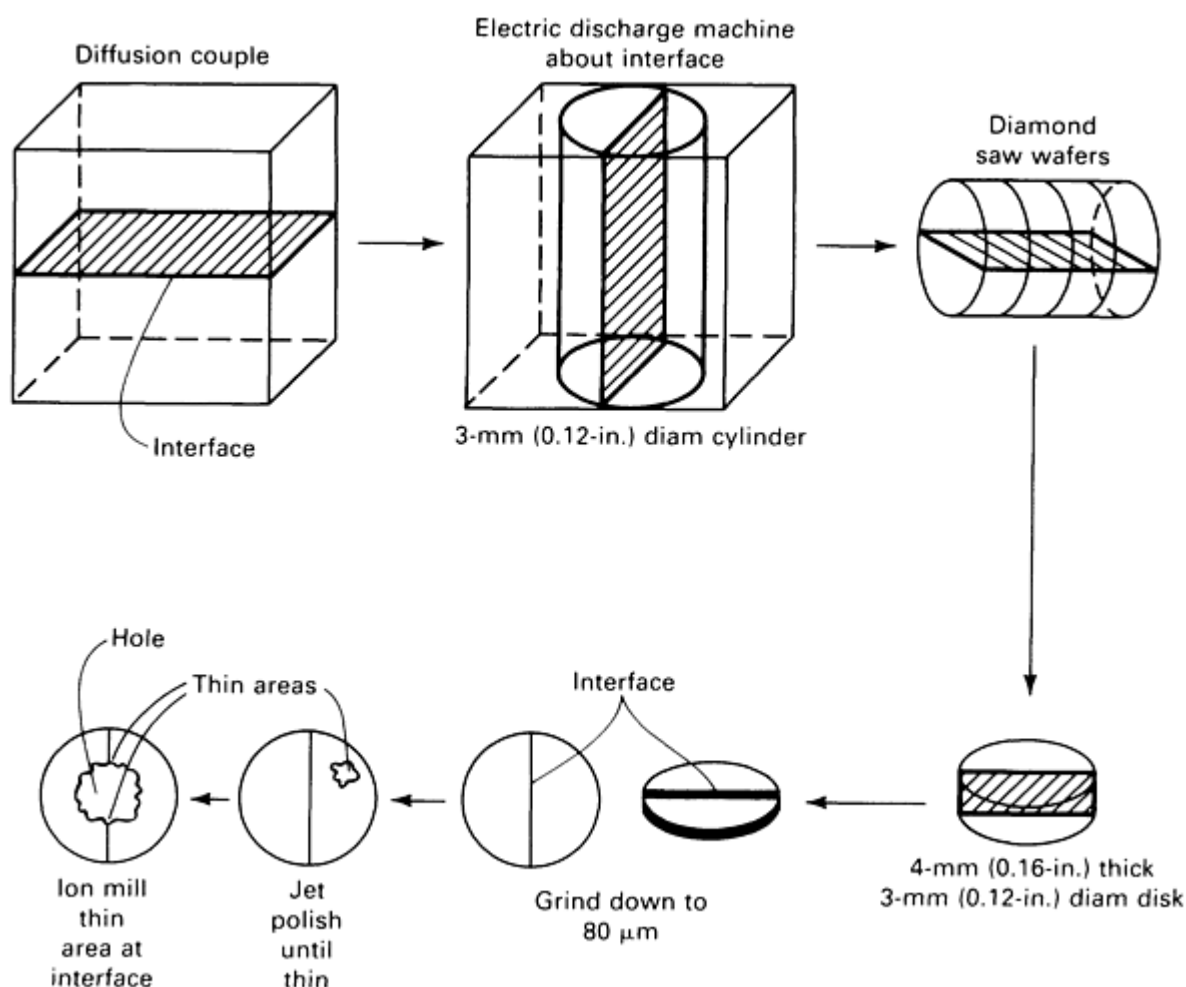 Diffusion couple
Electric discharge machine
about interface
Diamond
saw wafers
Interface
3-mm (0.12-in.) diam cylinder
Hole
Thin areas
Interface
4-mm (0.16-in.) thick
3-mm (0.12-in.) diam disk
Grind down to
80 μm
Jet
polish
until
thin
Ion mill
thin
area at
interface